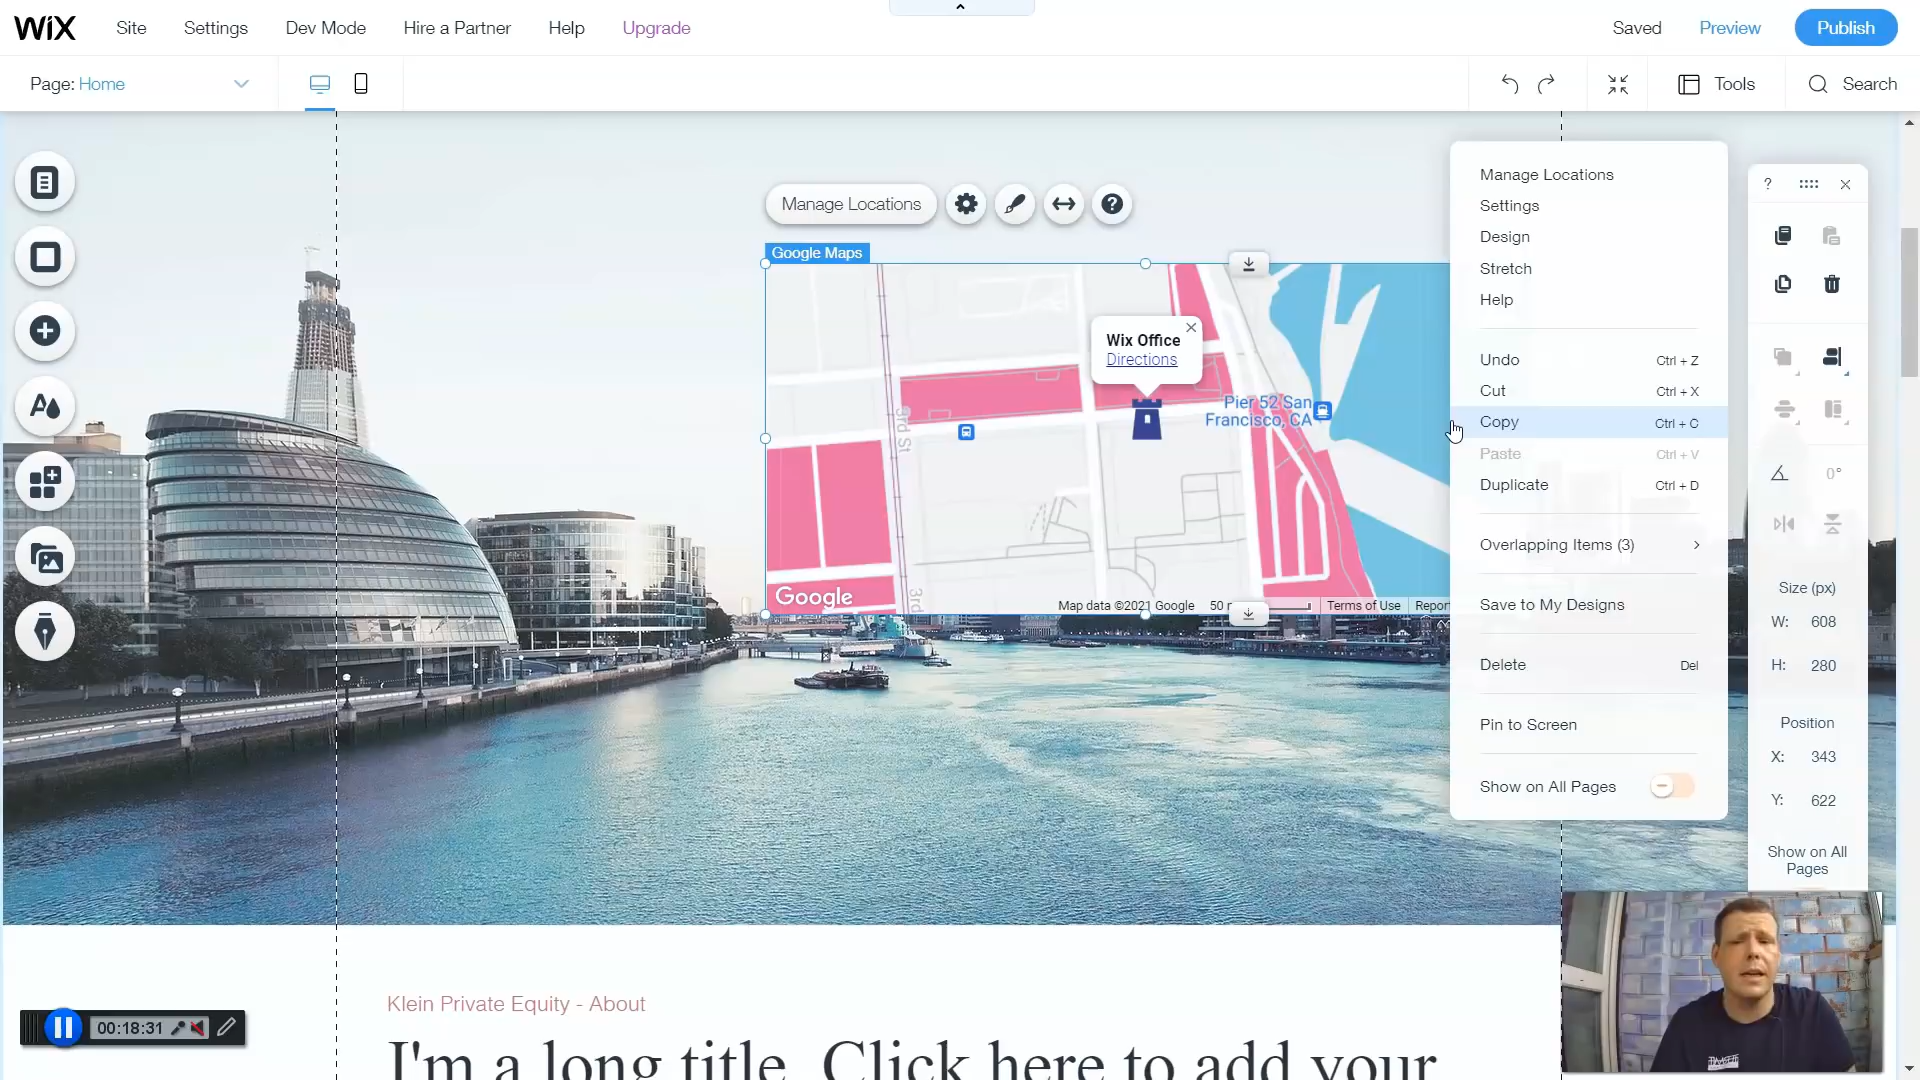 WiX
Site
Settings
Dev Mode
Hire a Partner
Help
Upgrade
Saved
Preview
Publish
Page: Home
Tools
Search
Manage Locations
?
Google Maps
Wix Office
Directions
Pier 52 San
Francisco, CA
3rd St
3rd
Google
Map data ©2021 Google
50
Terms of Use
Report
Manage Locations
Settings
Design
Stretch
Help
Undo Ctrl + Z
Cut Ctrl + X
Copy Ctrl + C
Paste Ctrl + V
Duplicate Ctrl + D
Overlapping Items (3)
Save to My Designs
Delete Del
Pin to Screen
Show on All Pages
?
0°
Size (px)
W: 608
H: 280
Position
X: 343
Y: 622
Show on All
Pages
Klein Private Equity - About
I'm a long title. Click here to add your
00:18:31